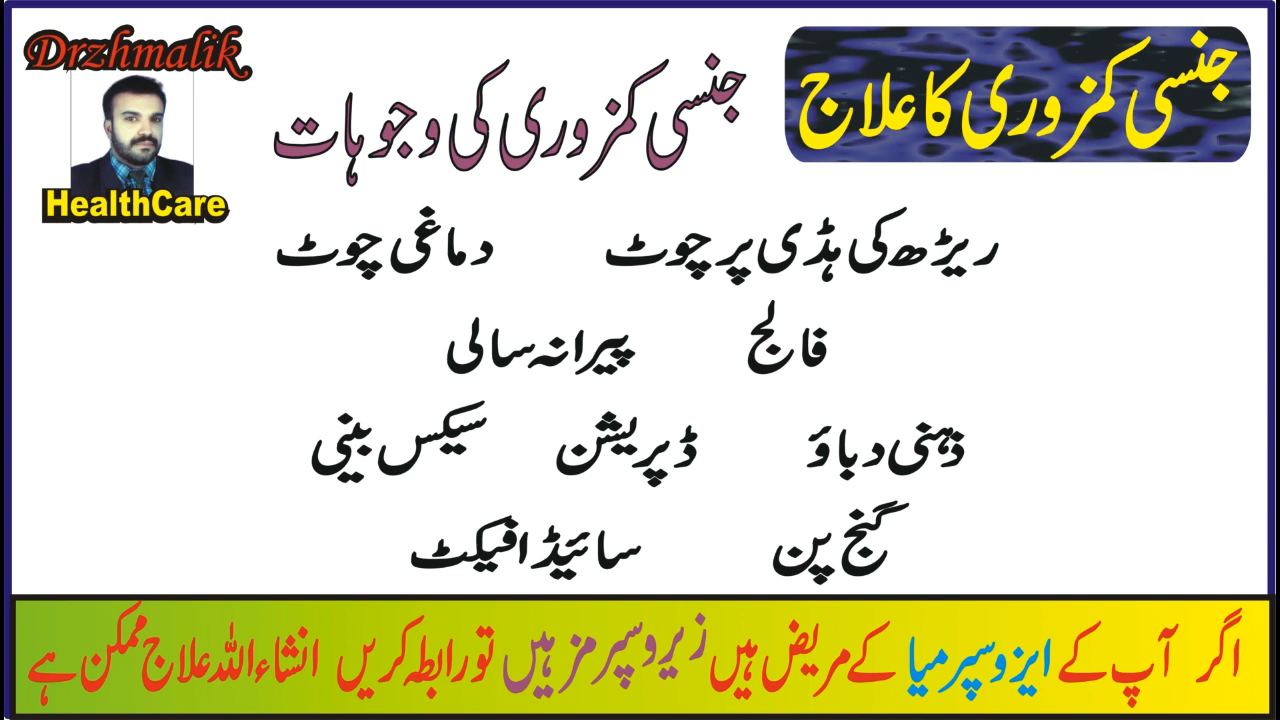 Drzhmalik
HealthCare
جنسی کمزوری کا علاج
جنسی کمزوری کی وجوہات
ریڑھ کی ہڈی پر چوٹ دماغی چوٹ
فالج پیرانہ سالی
ذہنی دباؤ ڈپریشن سیکس بینی
گنج پن سائیڈ افیکٹ
اگر آپ کے ایزوسپرمیا کے مریض ہیں زیروسپرمز ہیں تو رابطہ کریں انشاءاللہ علاج ممکن ہے